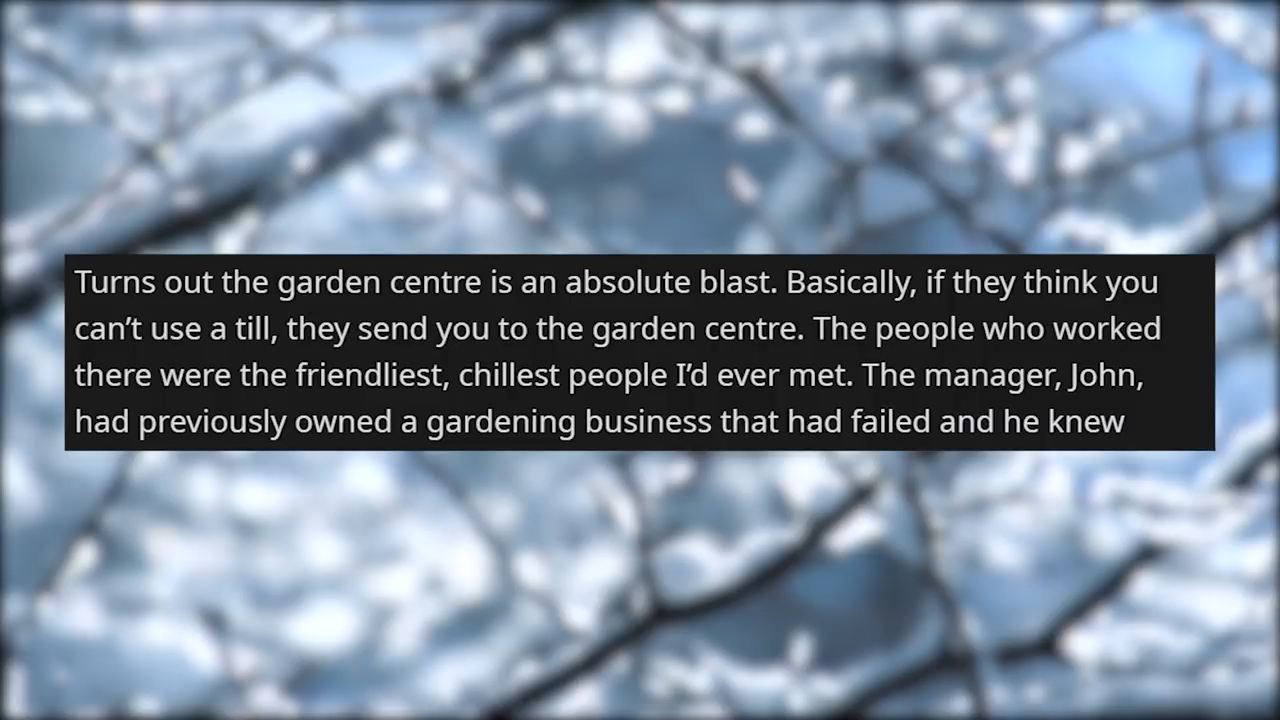 Turns out the garden centre is an absolute blast. Basically, if they think you
can’t use a till, they send you to the garden centre. The people who worked
there were the friendliest, chillest people I’d ever met. The manager, John,
had previously owned a gardening business that had failed and he knew